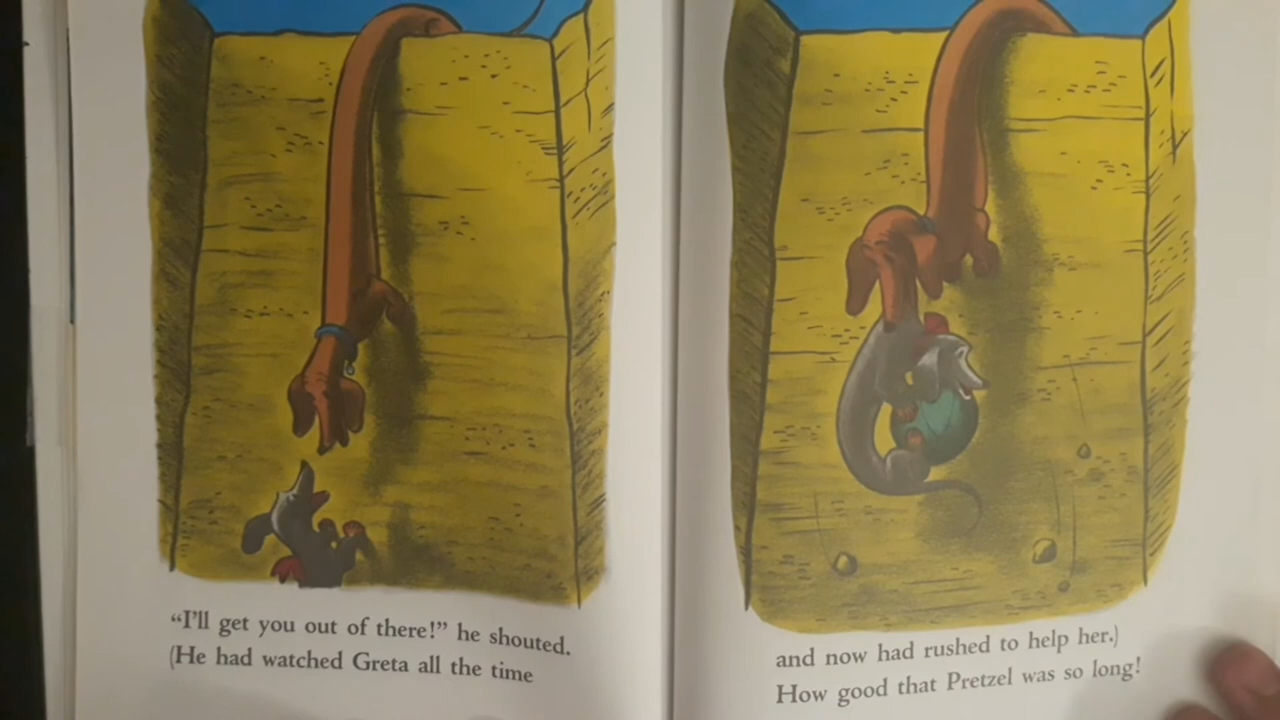 “I’ll get you out of there!” he shouted.
(He had watched Greta all the time
and now had rushed to help her.)
How good that Pretzel was so long!